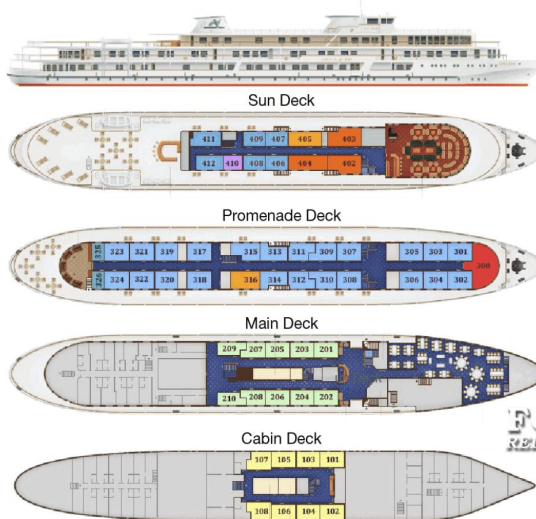 Sun Deck
411 409 407 405 403
412 410 408 406 404 402
Promenade Deck
325 323 321 319 317 315 313 311 309 307 305 303 301
300
326 324 322 320 318 316 314 312 310 308 306 304 302
Main Deck
209 207 205 203 201
210 208 206 204 202
Cabin Deck
107 105 103 101
108 106 104 102